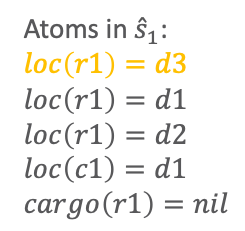 Atoms in ŝ₁:
loc(r1) = d3
loc(r1) = d1
loc(r1) = d2
loc(c1) = d1
cargo(r1) = nil